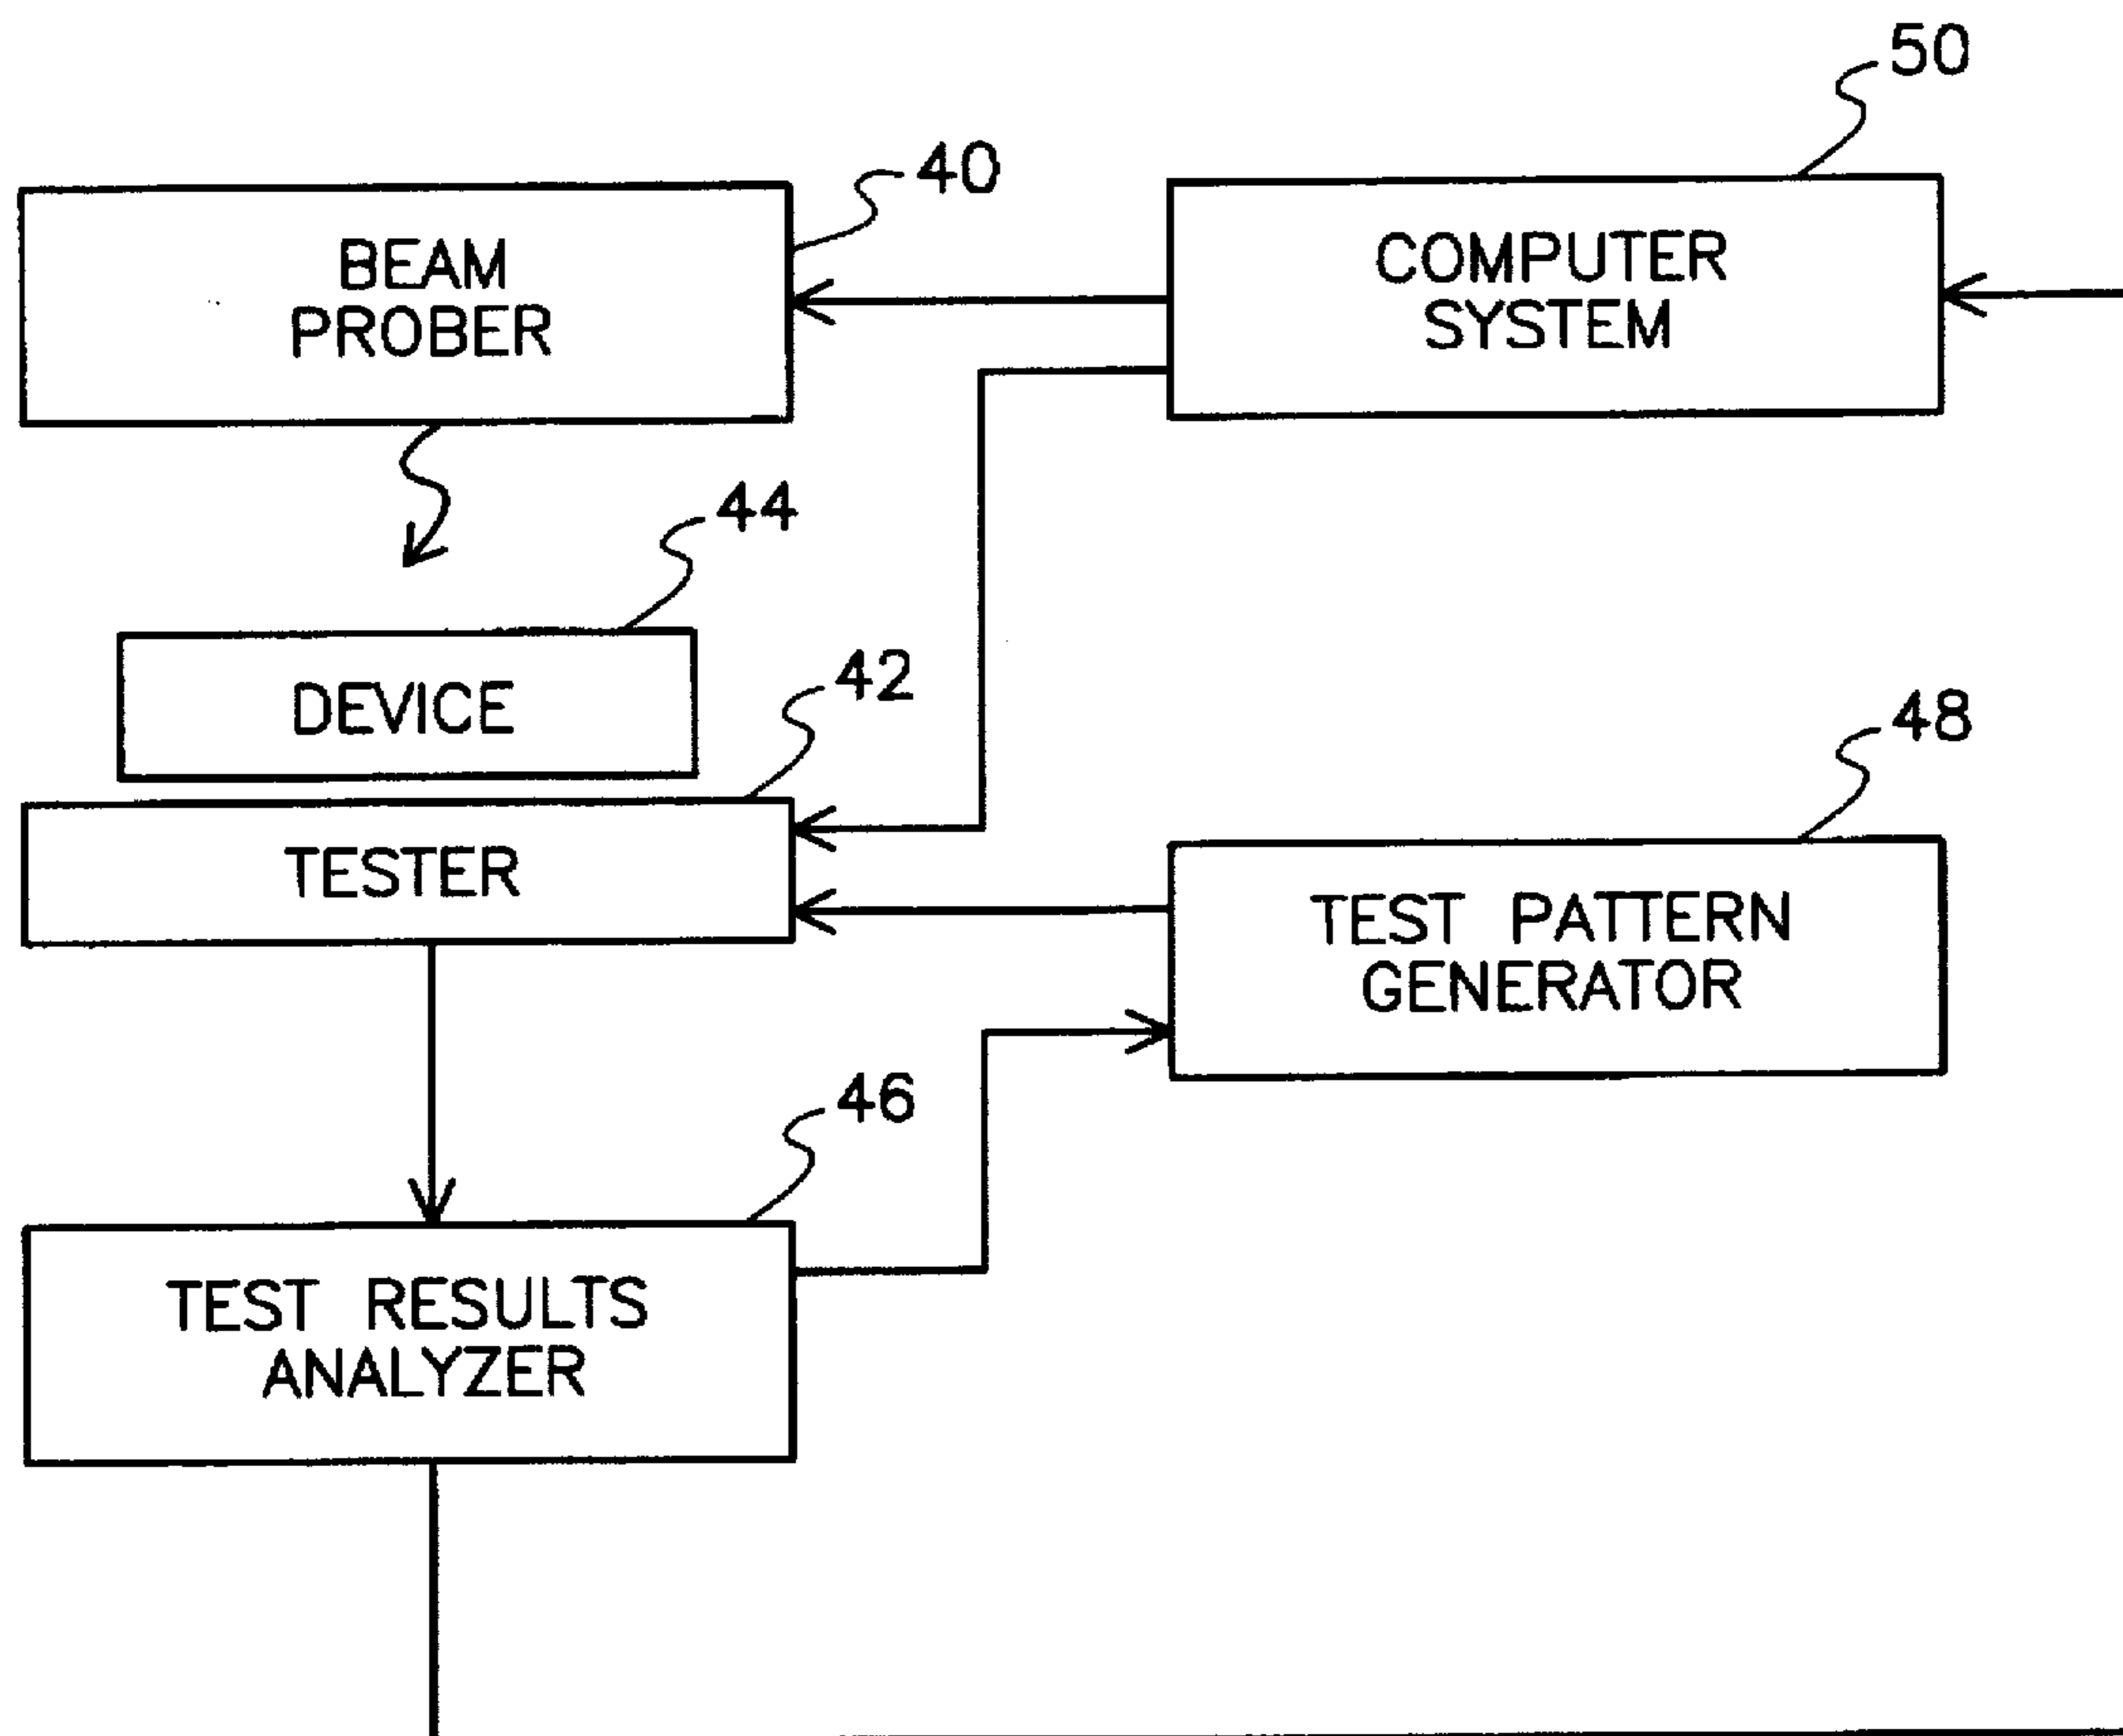 50
40
BEAM
PROBER
COMPUTER
SYSTEM
44
DEVICE
42
48
TESTER
TEST PATTERN
GENERATOR
46
TEST RESULTS
ANALYZER